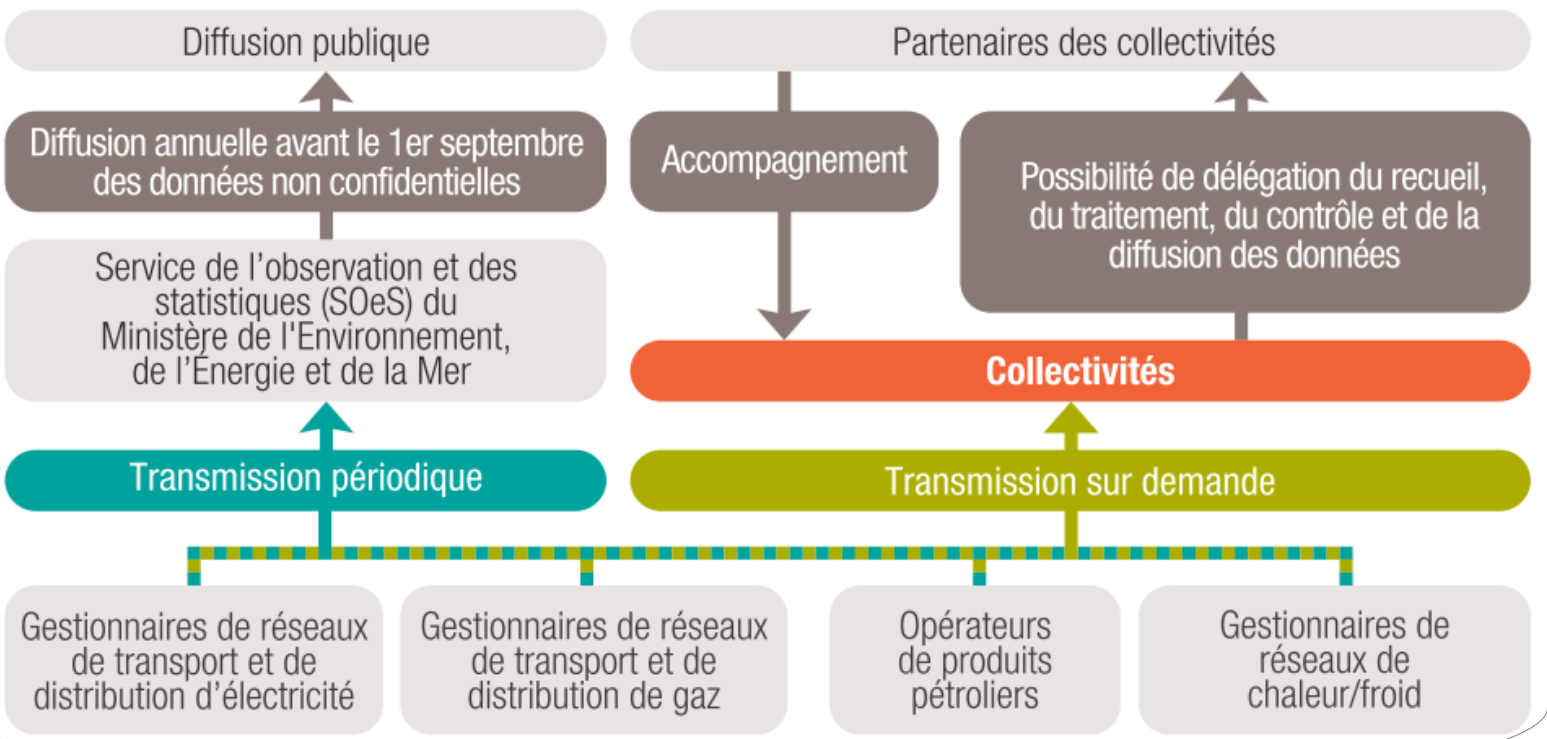 Diffusion publique
Partenaires des collectivités
Diffusion annuelle avant le 1er septembre
des données non confidentielles
Accompagnement
Possibilité de délégation du recueil,
du traitement, du contrôle et de la
diffusion des données
Service de l’observation et des
statistiques (SOeS) du
Ministère de l'Environnement,
de l’Énergie et de la Mer
Collectivités
Transmission périodique
Transmission sur demande
Gestionnaires de réseaux
de transport et de
distribution d’électricité
Gestionnaires de réseaux
de transport et de
distribution de gaz
Opérateurs
de produits
pétroliers
Gestionnaires de
réseaux de
chaleur/froid